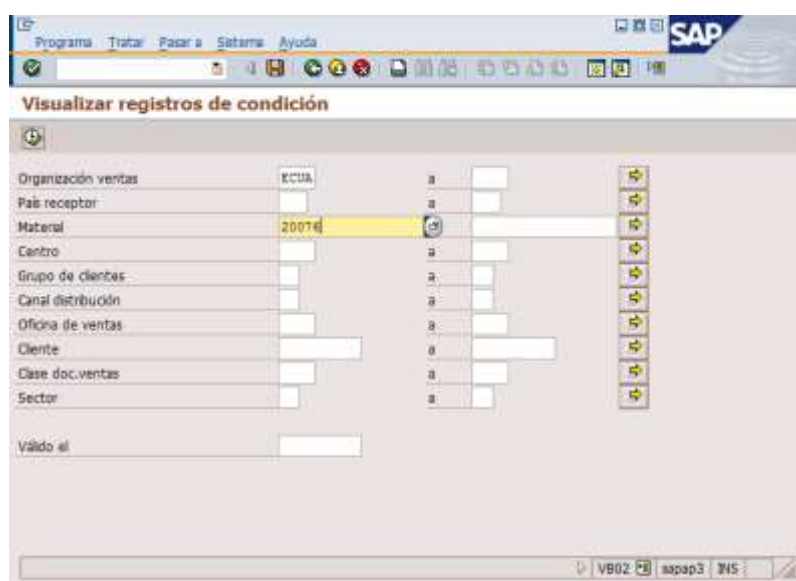 Programa Tratar Pasar a Sistema Ayuda
SAP
Visualizar registros de condición
Organización ventas ECUA a
País receptor a
Material 20076
Centro a
Grupo de clientes a
Canal distribución a
Oficina de ventas a
Cliente a
Clase doc.ventas a
Sector a
Válido el
VB02 sapap3 INS